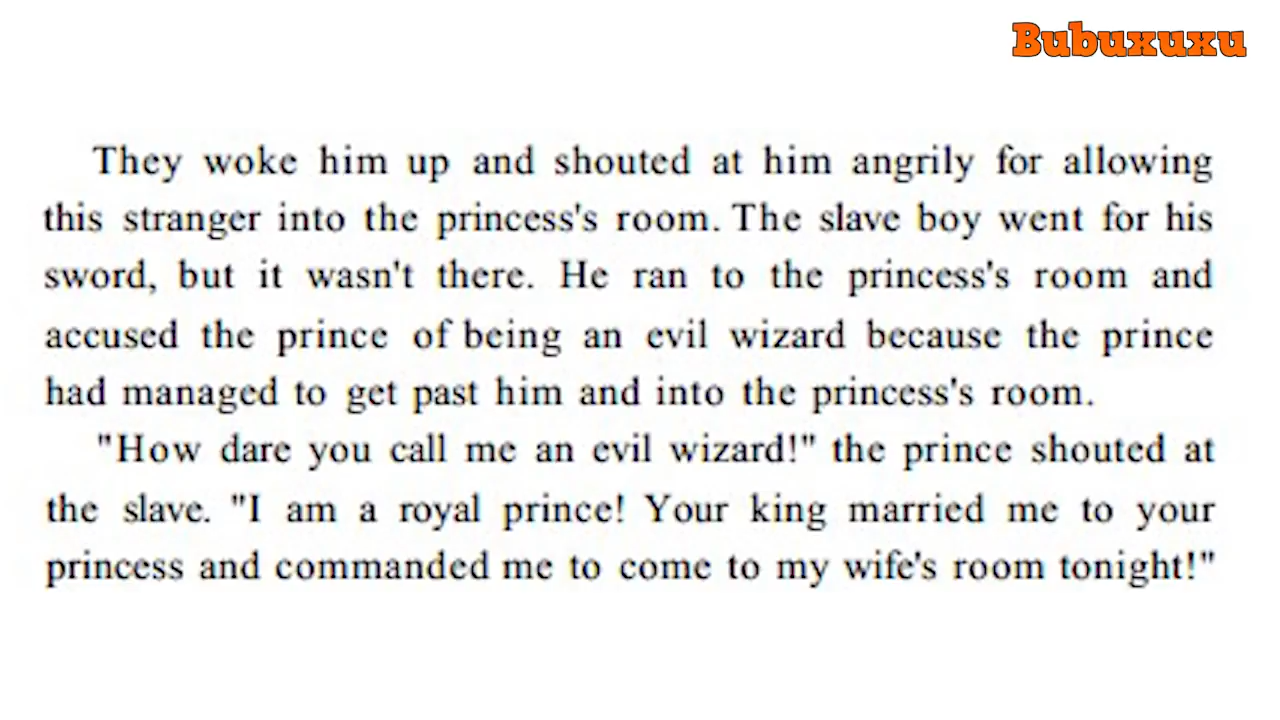 Bubuxuxu
They woke him up and shouted at him angrily for allowing
this stranger into the princess's room. The slave boy went for his
sword, but it wasn't there. He ran to the princess's room and
accused the prince of being an evil wizard because the prince
had managed to get past him and into the princess's room.
"How dare you call me an evil wizard!" the prince shouted at
the slave. "I am a royal prince! Your king married me to your
princess and commanded me to come to my wife's room tonight!"